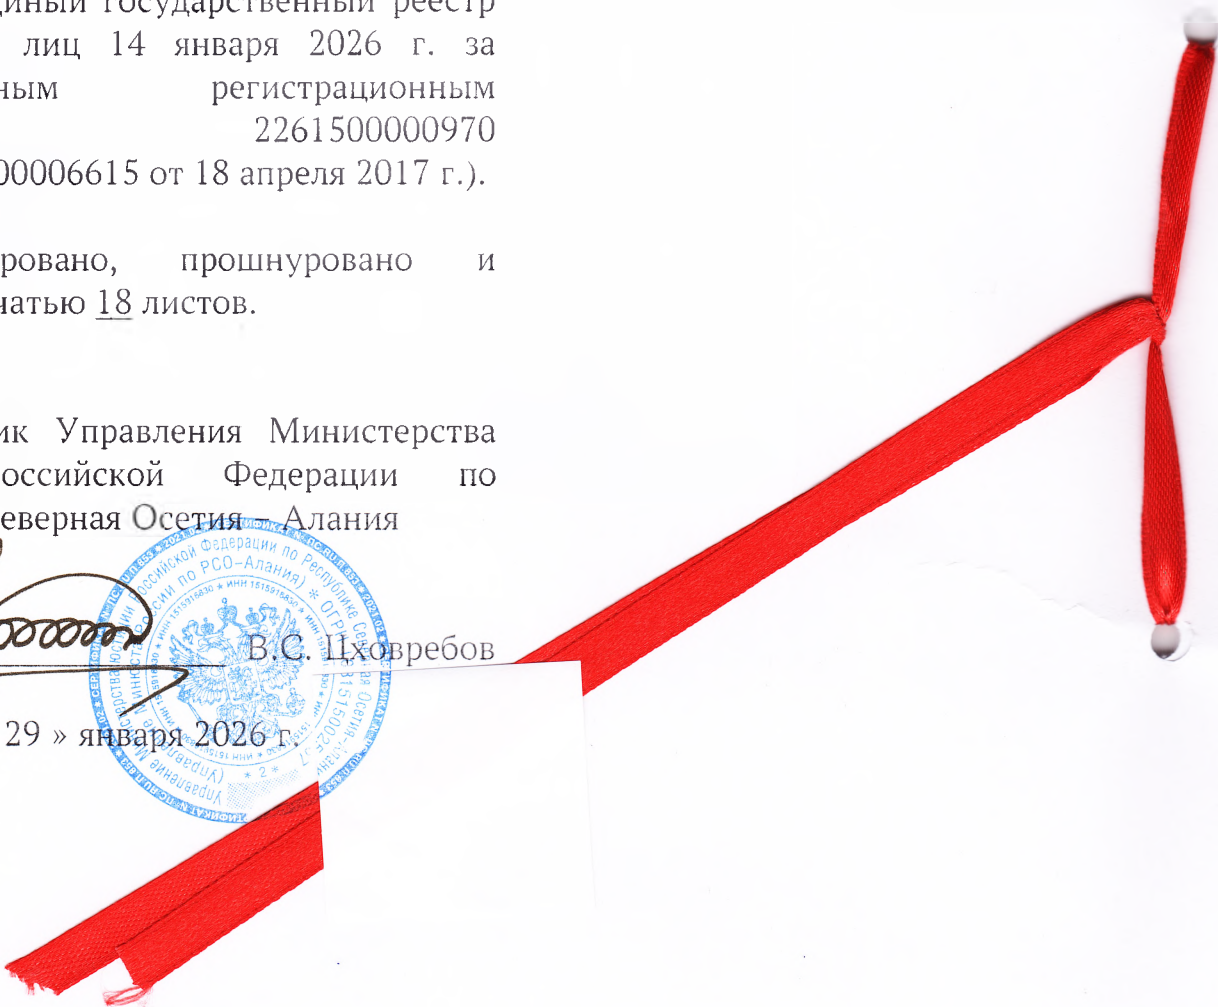 диный государственный реестр
лиц 14 января 2026 г. за
ным регистрационным
2261500000970
00006615 от 18 апреля 2017 г.).
ровано, прошнуровано и
чатью 18 листов.
ик Управления Министерства
оссийской Федерации по
еверная Осетия – Алания
В.С. Цховребов
29 » января 2026 г.